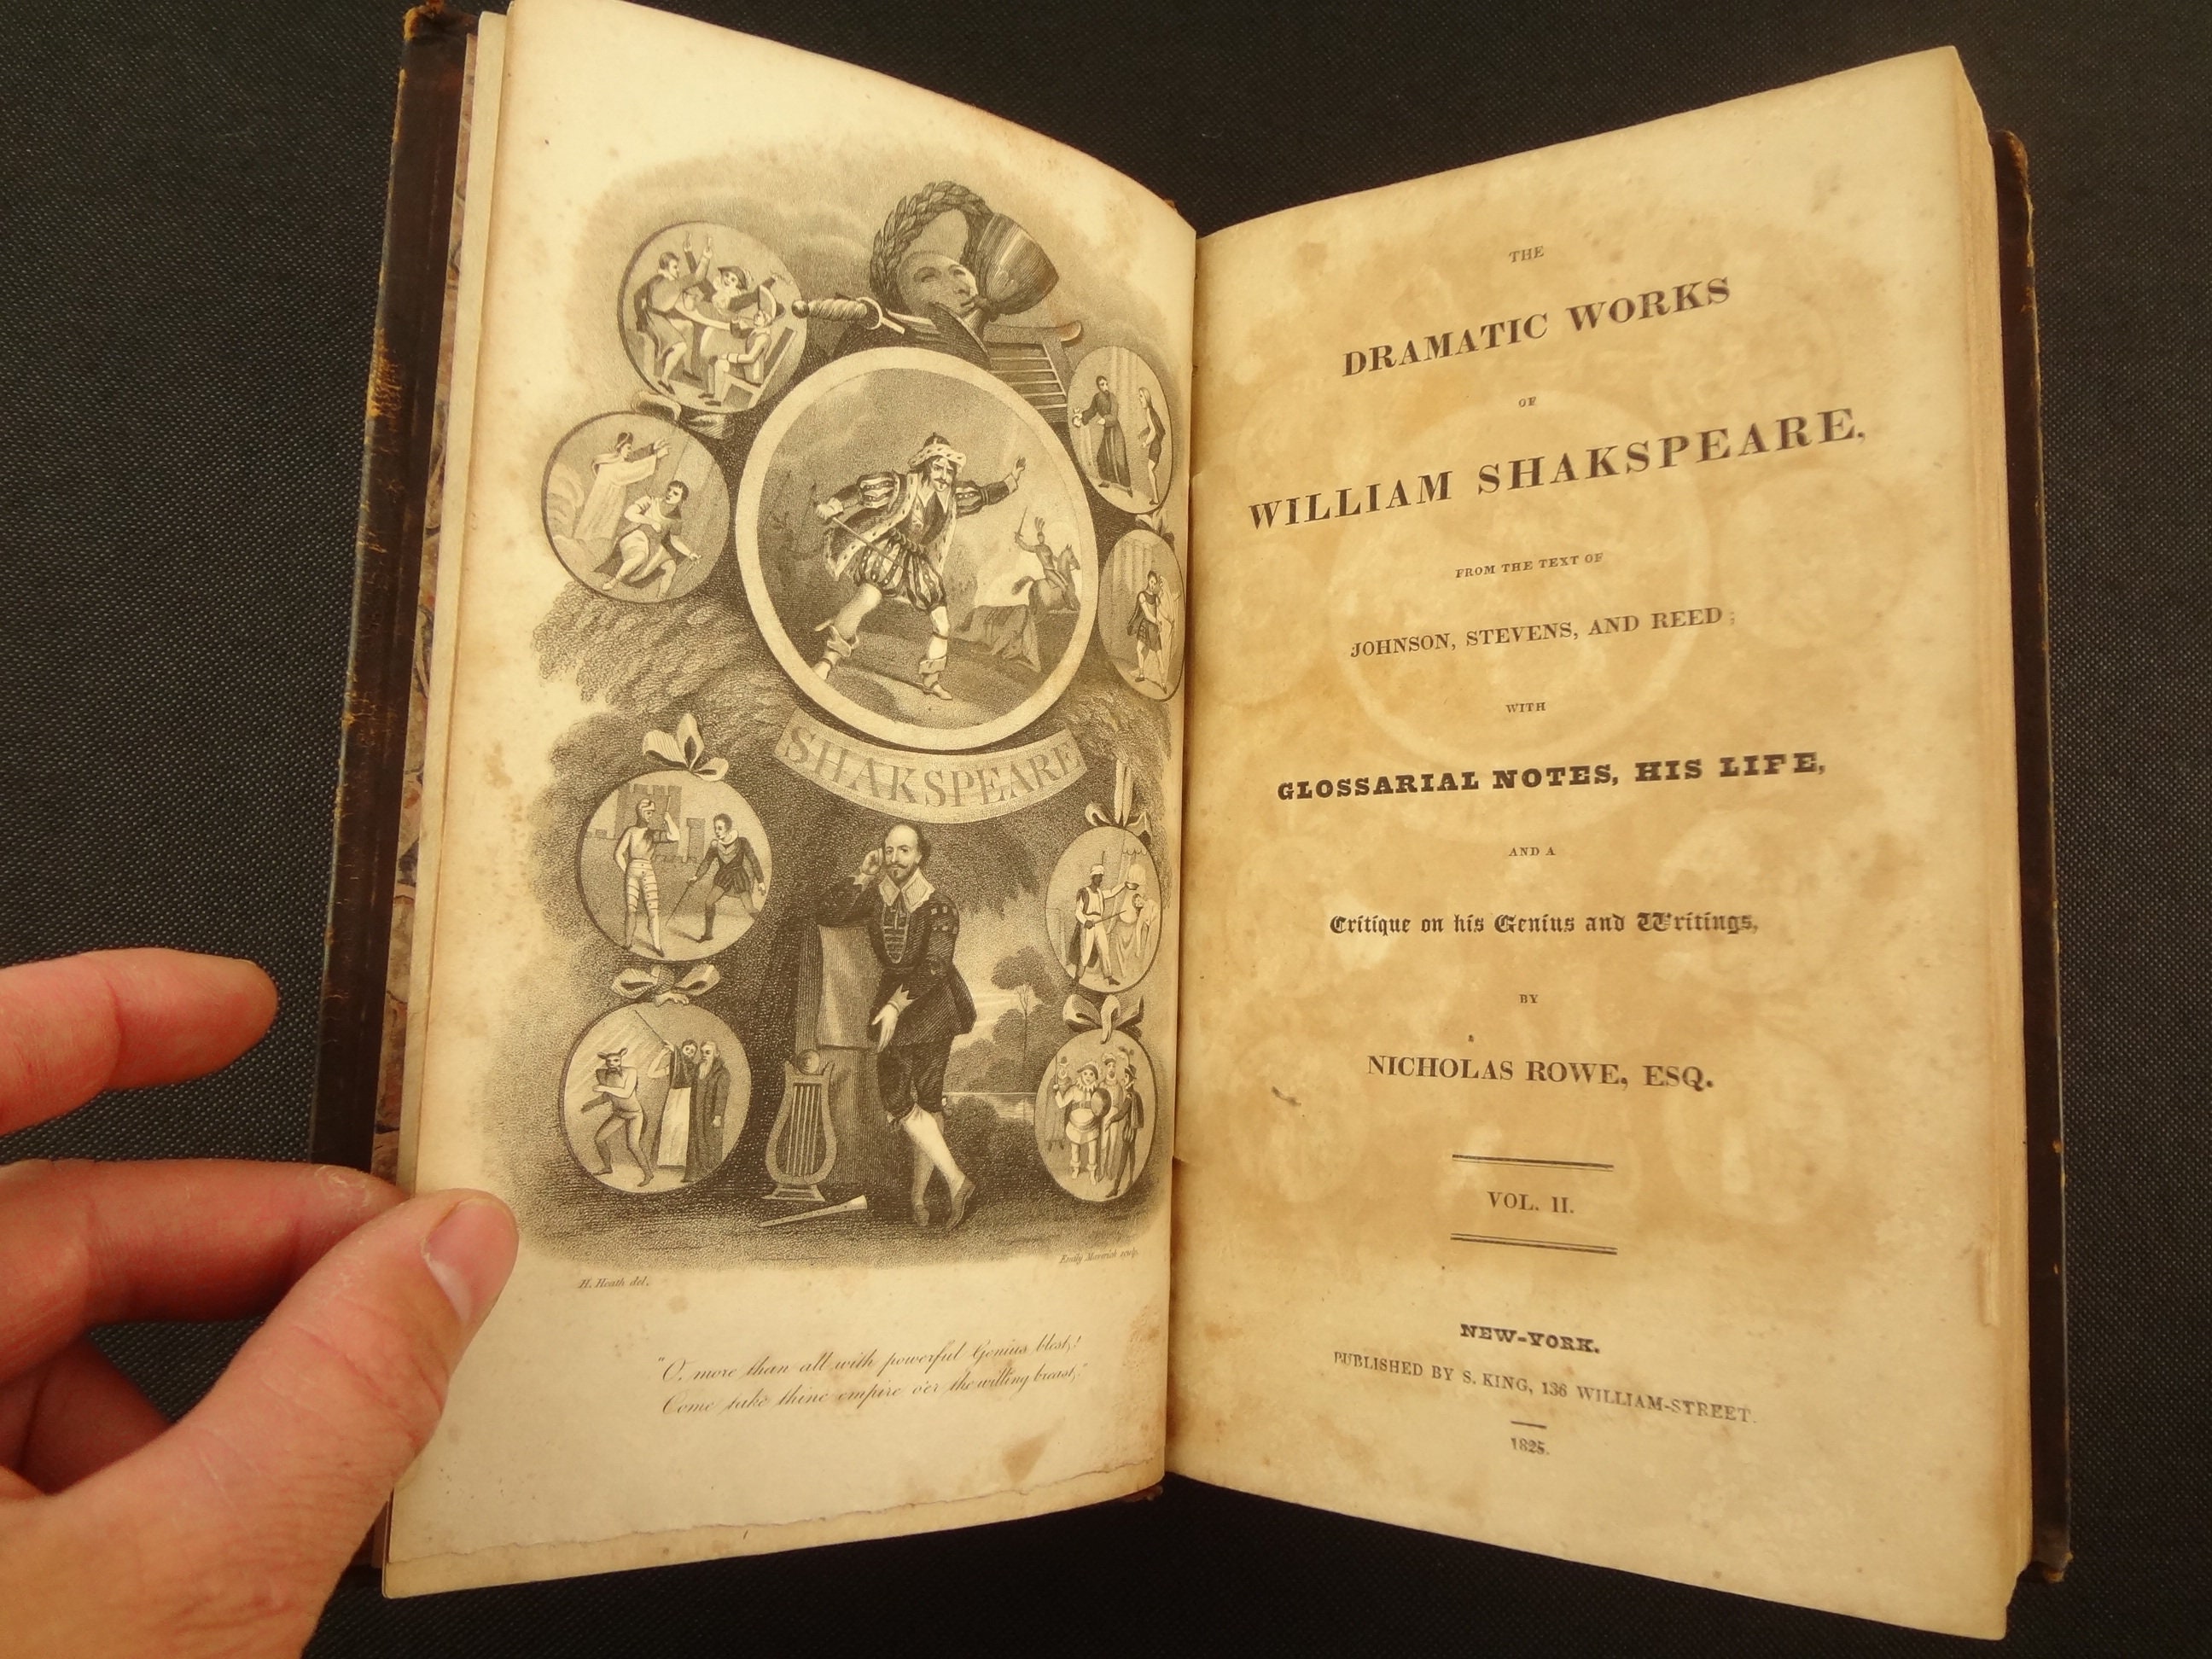 SHAKSPEARE
H. Heath del.
Emily Maverick sculp.
"O, more than all with powerful Genius blest,!
Come take thine empire o'er the willing breast,"
THE
DRAMATIC WORKS
OF
WILLIAM SHAKSPEARE,
FROM THE TEXT OF
JOHNSON, STEVENS, AND REED;
WITH
GLOSSARIAL NOTES, HIS LIFE,
AND A
Critique on his Genius and Writings,
BY
NICHOLAS ROWE, ESQ.
VOL. II.
NEW-YORK.
PUBLISHED BY S. KING, 136 WILLIAM-STREET.
1825.